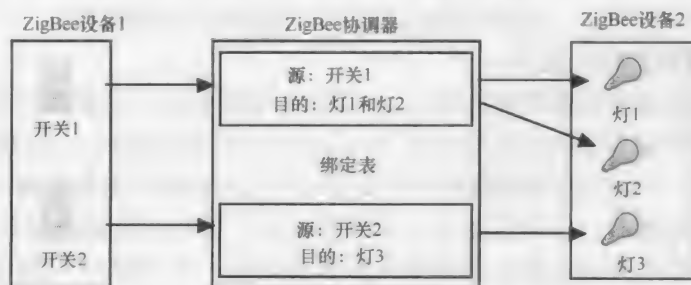 ZigBee设备1
ZigBee协调器
ZigBee设备2
开关1
开关2
源：开关1
目的：灯1和灯2
绑定表
源：开关2
目的：灯3
灯1
灯2
灯3